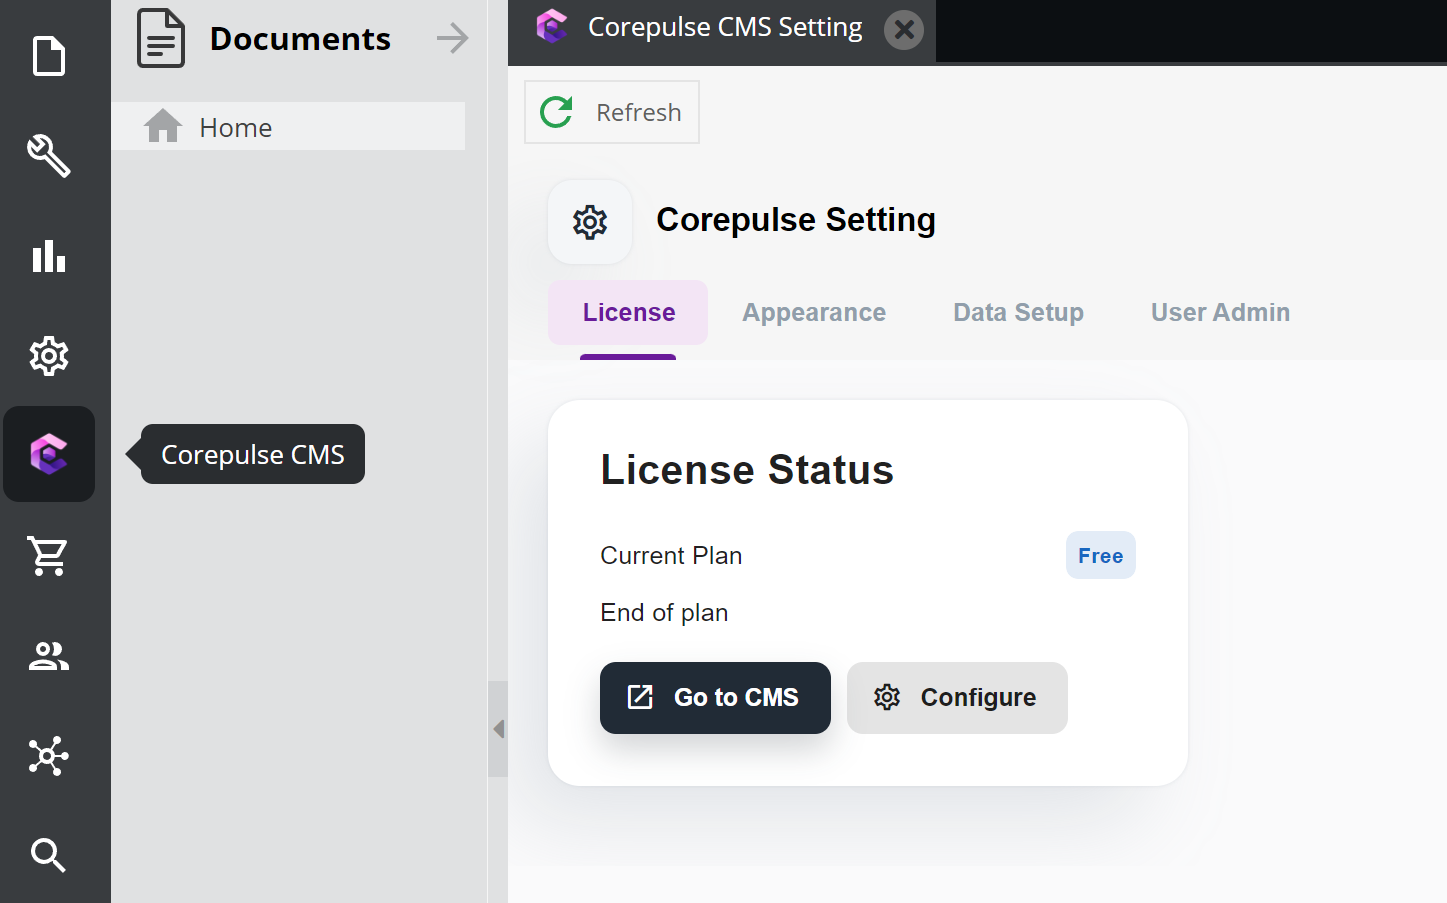 Documents
Home
Corepulse CMS
Corepulse CMS Setting
Refresh
Corepulse Setting
License Appearance Data Setup User Admin
License Status
Current Plan Free
End of plan
Go to CMS Configure